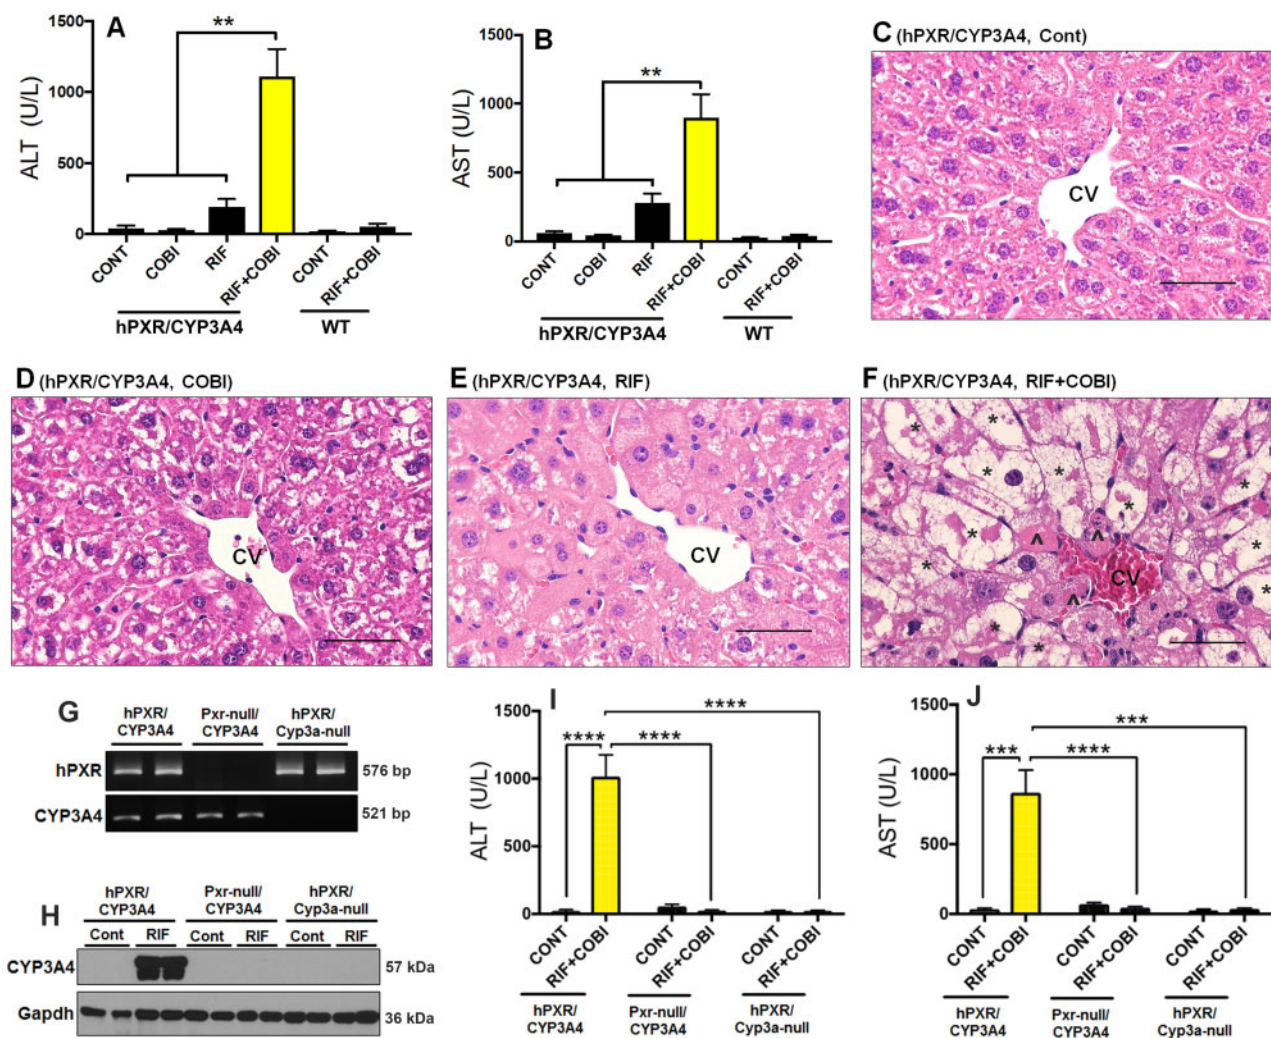 A
1500
1000
500
0
ALT (U/L)
**
CONT
COBI
RIF
RIF+COBI
CONT
RIF+COBI
hPXR/CYP3A4
WT
B
1500
1000
500
0
AST (U/L)
**
CONT
COBI
RIF
RIF+COBI
CONT
RIF+COBI
hPXR/CYP3A4
WT
C (hPXR/CYP3A4, Cont)
CV
D (hPXR/CYP3A4, COBI)
CV
E (hPXR/CYP3A4, RIF)
CV
F (hPXR/CYP3A4, RIF+COBI)
* * * * * * * * * * * *
^ ^ ^
CV
G
hPXR/ Pxr-null/ hPXR/
CYP3A4 CYP3A4 Cyp3a-null
hPXR 576 bp
CYP3A4 521 bp
H
hPXR/ Pxr-null/ hPXR/
CYP3A4 CYP3A4 Cyp3a-null
Cont RIF Cont RIF Cont RIF
CYP3A4 57 kDa
Gapdh 36 kDa
I
1500
1000
500
0
ALT (U/L)
****
**** ****
CONT
RIF+COBI
CONT
RIF+COBI
CONT
RIF+COBI
hPXR/ Pxr-null/ hPXR/
CYP3A4 CYP3A4 Cyp3a-null
J
1500
1000
500
0
AST (U/L)
***
*** ****
CONT
RIF+COBI
CONT
RIF+COBI
CONT
RIF+COBI
hPXR/ Pxr-null/ hPXR/
CYP3A4 CYP3A4 Cyp3a-null